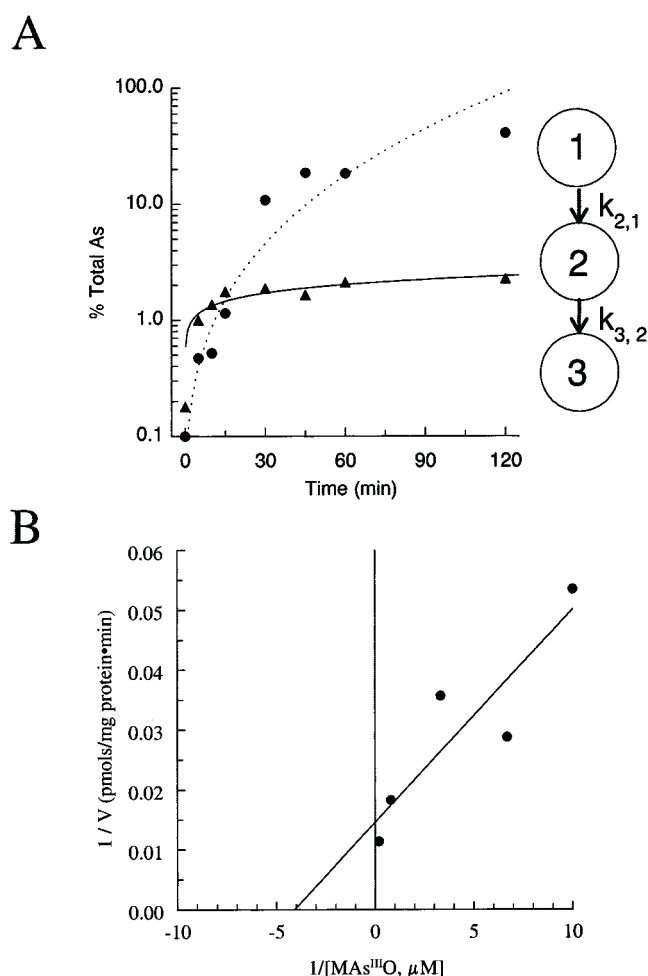 A
100.0
10.0
1.0
0.1
% Total As
0 30 60 90 120
Time (min)
1
k2,1
2
k3, 2
3
B
0.06
0.05
0.04
0.03
0.02
0.01
0.00
1 / V (pmols/mg protein•min)
-10 -5 0 5 10
1/[MAsIIIO, μM]